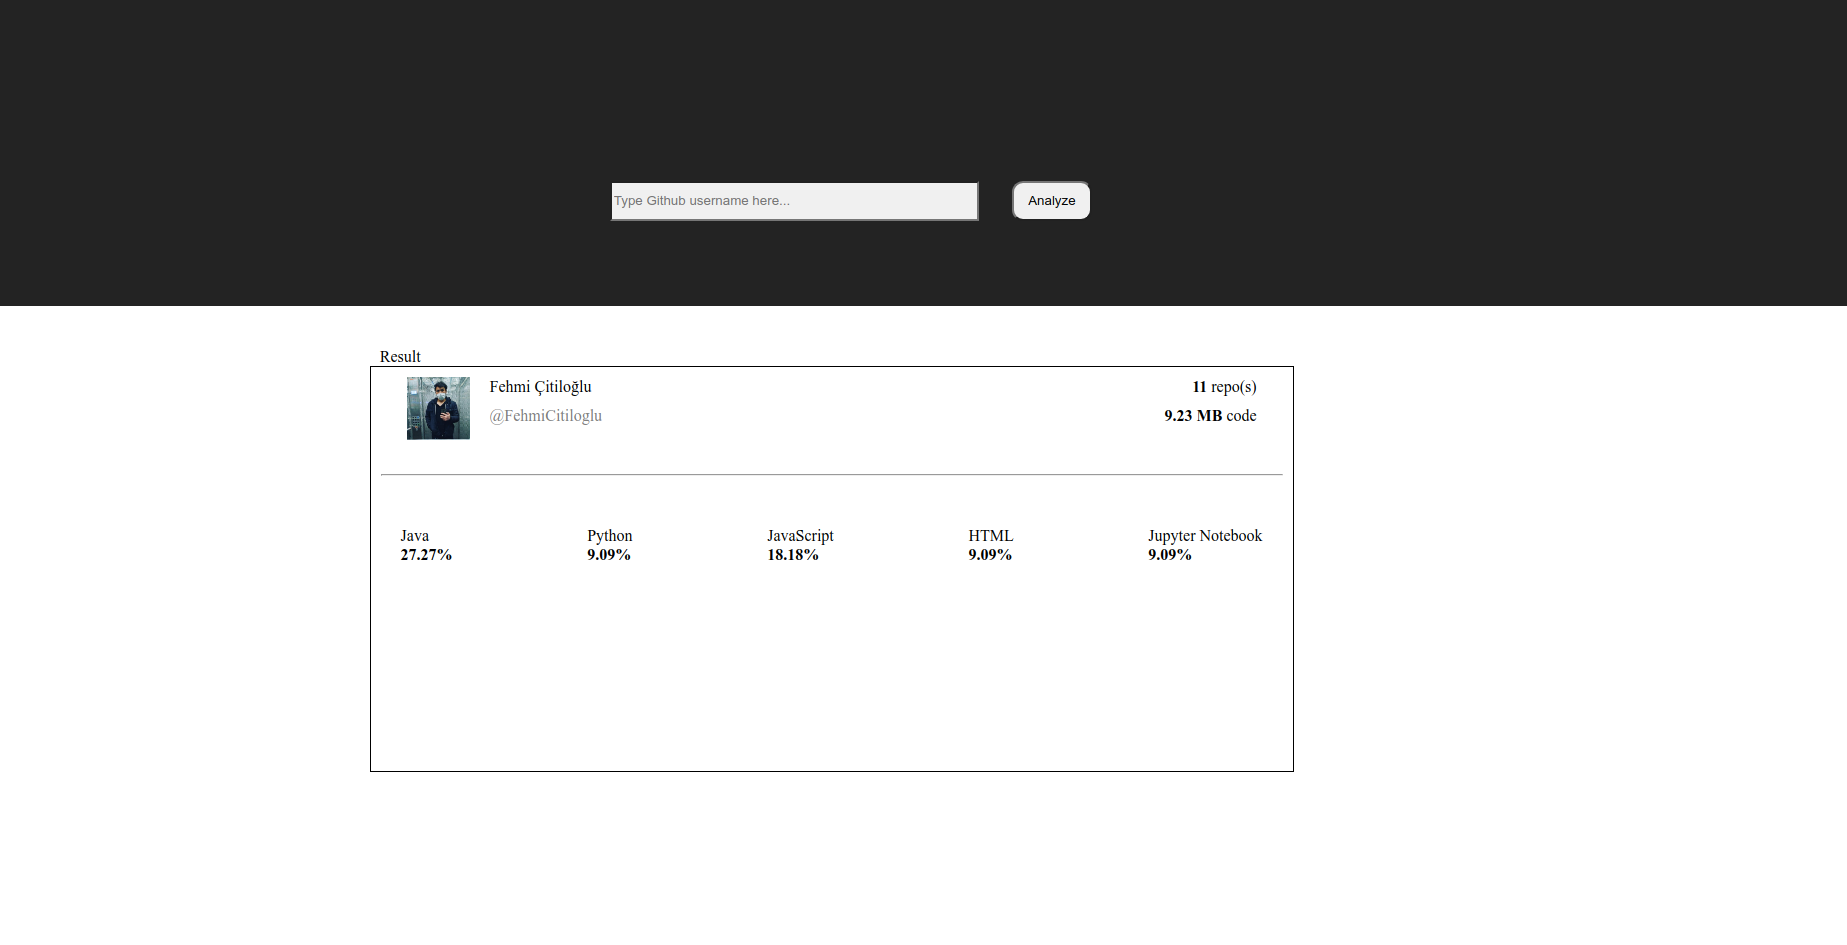 Type Github username here...
Analyze
Result
Fehmi Çitiloğlu
11 repo(s)
@FehmiCitiloglu
9.23 MB code
Java
27.27%
Python
9.09%
JavaScript
18.18%
HTML
9.09%
Jupyter Notebook
9.09%